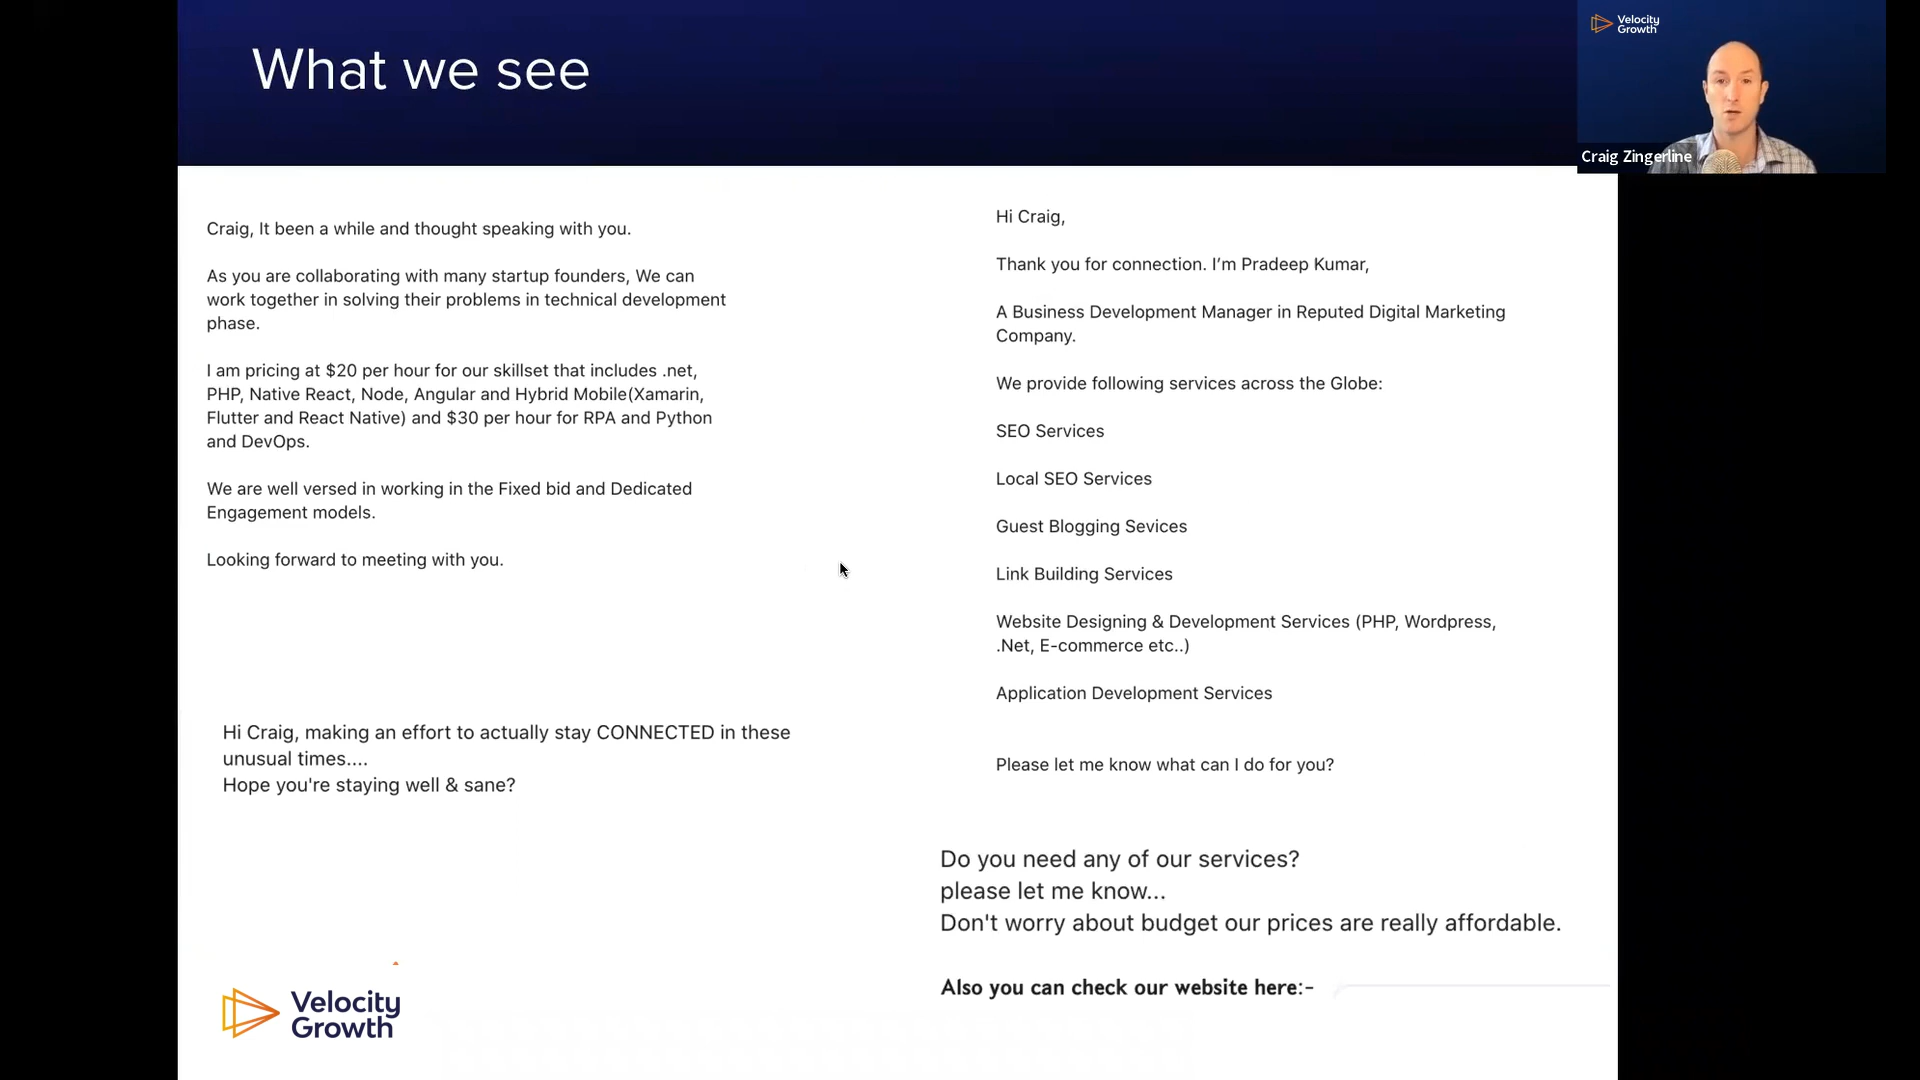 What we see
Velocity
Growth
Craig Zingerline
Craig, It been a while and thought speaking with you.
As you are collaborating with many startup founders, We can
work together in solving their problems in technical development
phase.
I am pricing at $20 per hour for our skillset that includes .net,
PHP, Native React, Node, Angular and Hybrid Mobile(Xamarin,
Flutter and React Native) and $30 per hour for RPA and Python
and DevOps.
We are well versed in working in the Fixed bid and Dedicated
Engagement models.
Looking forward to meeting with you.
Hi Craig, making an effort to actually stay CONNECTED in these
unusual times....
Hope you're staying well & sane?
Hi Craig,
Thank you for connection. I’m Pradeep Kumar,
A Business Development Manager in Reputed Digital Marketing
Company.
We provide following services across the Globe:
SEO Services
Local SEO Services
Guest Blogging Sevices
Link Building Services
Website Designing & Development Services (PHP, Wordpress,
.Net, E-commerce etc..)
Application Development Services
Please let me know what can I do for you?
Do you need any of our services?
please let me know...
Don't worry about budget our prices are really affordable.
Also you can check our website here:-
Velocity
Growth